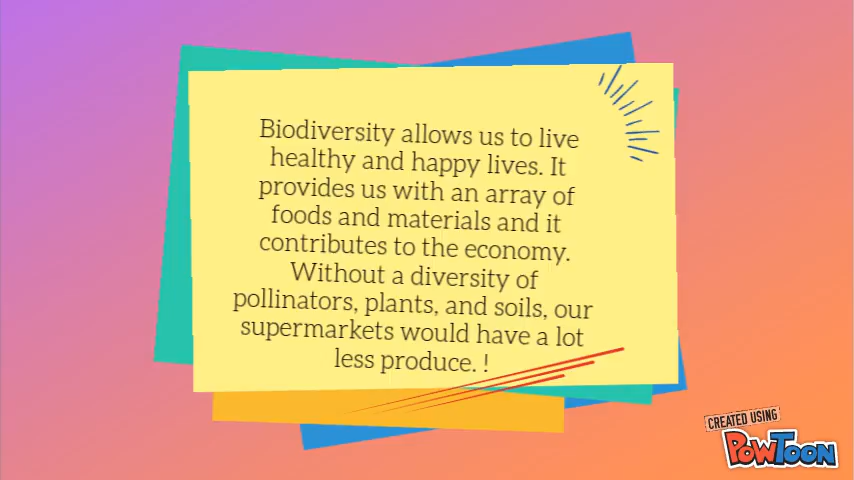 Biodiversity allows us to live
healthy and happy lives. It
provides us with an array of
foods and materials and it
contributes to the economy.
Without a diversity of
pollinators, plants, and soils, our
supermarkets would have a lot
less produce. !
CREATED USING
POWTOON